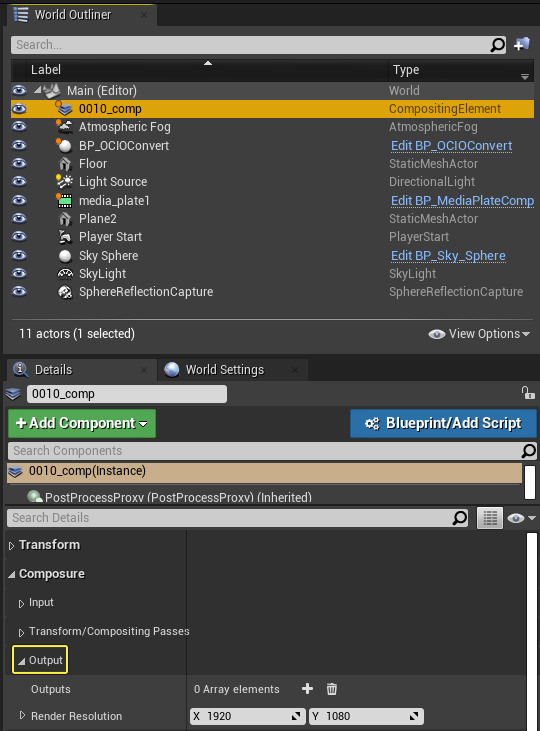 World Outliner
Search...
Label Type
Main (Editor) World
0010_comp CompositingElement
Atmospheric Fog AtmosphericFog
BP_OCIOConvert Edit BP_OCIOConvert
Floor StaticMeshActor
Light Source DirectionalLight
media_plate1 Edit BP_MediaPlateComp
Plane2 StaticMeshActor
Player Start PlayerStart
Sky Sphere Edit BP_Sky_Sphere
SkyLight SkyLight
SphereReflectionCapture SphereReflectionCapture
11 actors (1 selected) View Options
Details World Settings
0010_comp
+ Add Component Blueprint/Add Script
Search Components
0010_comp(Instance)
PostProcessProxy (PostProcessProxy) (Inherited)
Search Details
Transform
Composure
Input
Transform/Compositing Passes
Output
Outputs 0 Array elements
Render Resolution X 1920 Y 1080